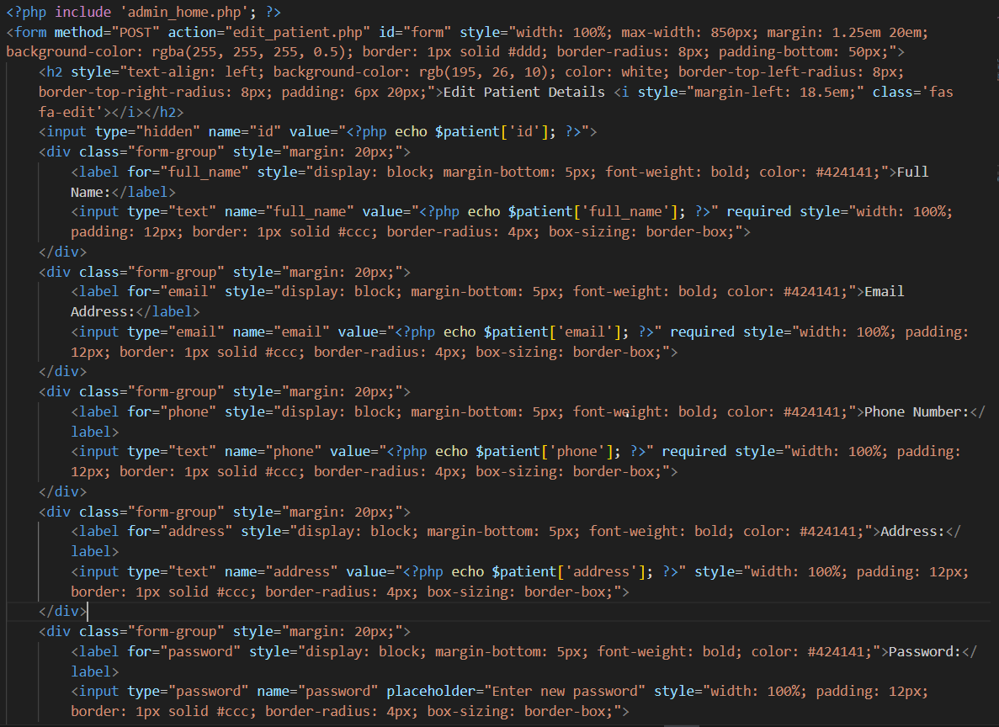 <?php include 'admin_home.php'; ?>
<form method="POST" action="edit_patient.php" id="form" style="width: 100%; max-width: 850px; margin: 1.25em 20em;
background-color: rgba(255, 255, 255, 0.5); border: 1px solid #ddd; border-radius: 8px; padding-bottom: 50px;">
<h2 style="text-align: left; background-color: rgb(195, 26, 10); color: white; border-top-left-radius: 8px;
border-top-right-radius: 8px; padding: 6px 20px;">Edit Patient Details <i style="margin-left: 18.5em;" class='fas
fa-edit'></i></h2>
<input type="hidden" name="id" value="<?php echo $patient['id']; ?>">
<div class="form-group" style="margin: 20px;">
<label for="full_name" style="display: block; margin-bottom: 5px; font-weight: bold; color: #424141;">Full
Name:</label>
<input type="text" name="full_name" value="<?php echo $patient['full_name']; ?>" required style="width: 100%;
padding: 12px; border: 1px solid #ccc; border-radius: 4px; box-sizing: border-box;">
</div>
<div class="form-group" style="margin: 20px;">
<label for="email" style="display: block; margin-bottom: 5px; font-weight: bold; color: #424141;">Email
Address:</label>
<input type="email" name="email" value="<?php echo $patient['email']; ?>" required style="width: 100%; padding:
12px; border: 1px solid #ccc; border-radius: 4px; box-sizing: border-box;">
</div>
<div class="form-group" style="margin: 20px;">
<label for="phone" style="display: block; margin-bottom: 5px; font-weight: bold; color: #424141;">Phone Number:</
label>
<input type="text" name="phone" value="<?php echo $patient['phone']; ?>" required style="width: 100%; padding:
12px; border: 1px solid #ccc; border-radius: 4px; box-sizing: border-box;">
</div>
<div class="form-group" style="margin: 20px;">
<label for="address" style="display: block; margin-bottom: 5px; font-weight: bold; color: #424141;">Address:</
label>
<input type="text" name="address" value="<?php echo $patient['address']; ?>" style="width: 100%; padding: 12px;
border: 1px solid #ccc; border-radius: 4px; box-sizing: border-box;">
</div>
<div class="form-group" style="margin: 20px;">
<label for="password" style="display: block; margin-bottom: 5px; font-weight: bold; color: #424141;">Password:</
label>
<input type="password" name="password" placeholder="Enter new password" style="width: 100%; padding: 12px;
border: 1px solid #ccc; border-radius: 4px; box-sizing: border-box;">